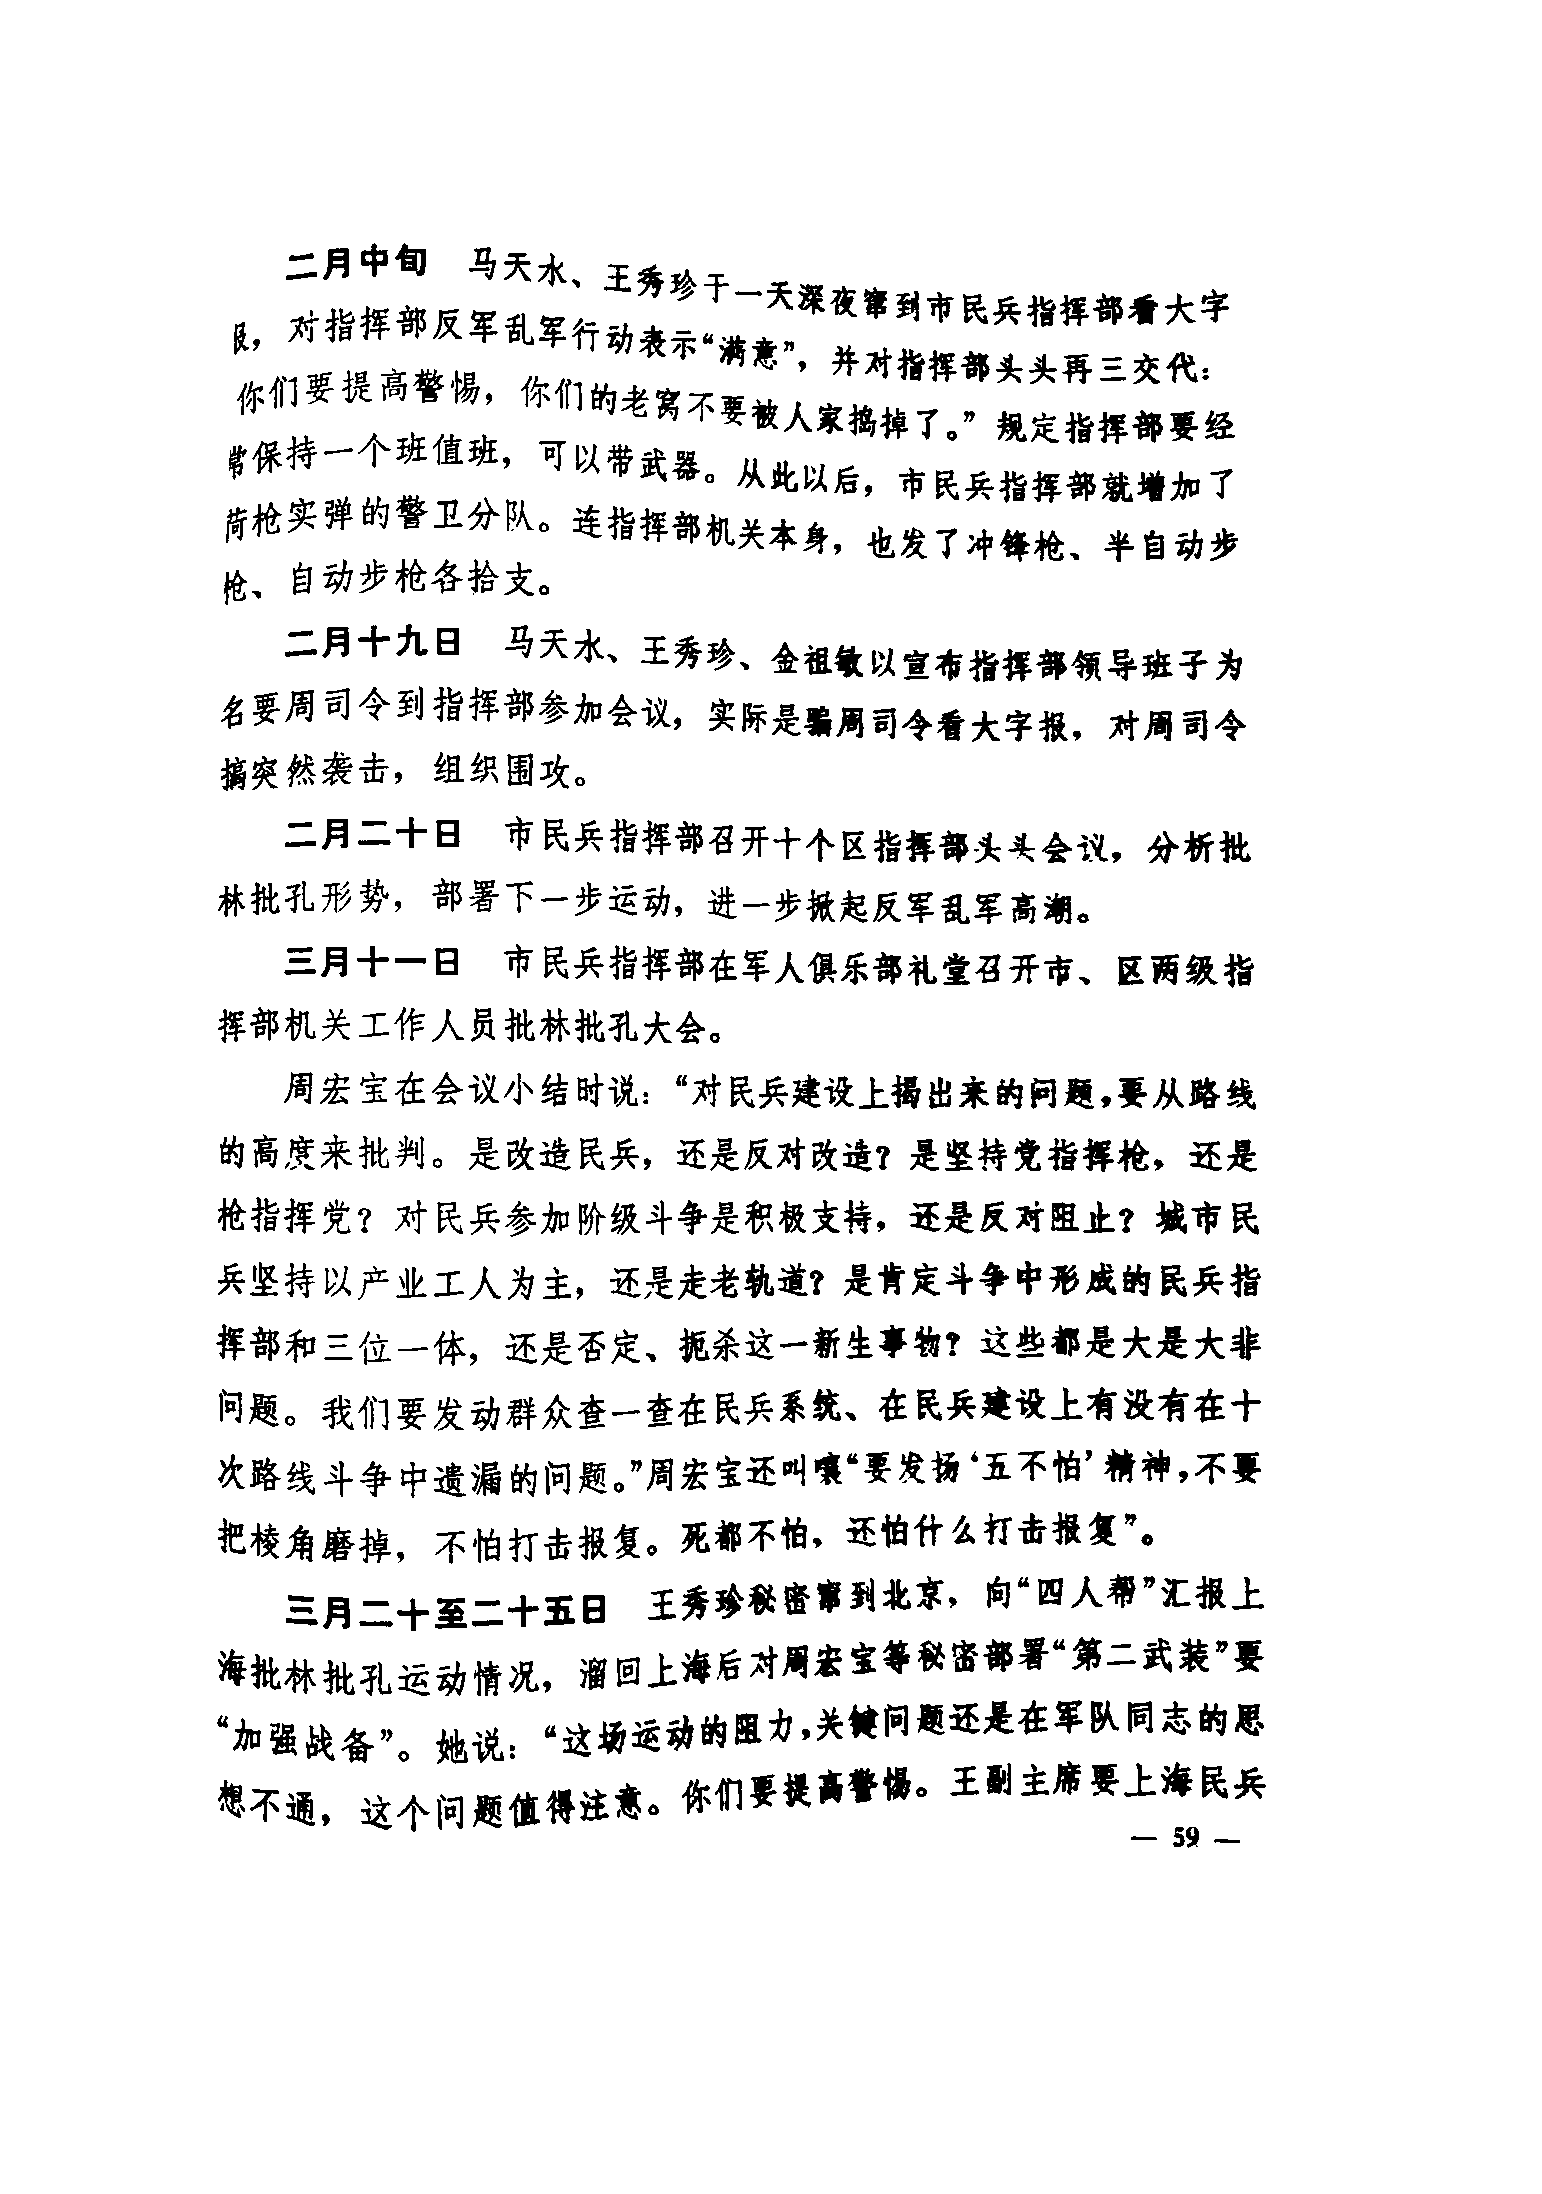 二月中旬　马天水、王秀珍于一天深夜窜到市民兵指挥部看大字
报，对指挥部反军乱军行动表示“满意”，并对指挥部头头再三交代：
你们要提高警惕，你们的老窝不要被人家捣掉了。”规定指挥部要经
常保持一个班值班，可以带武器。从此以后，市民兵指挥部就增加了
荷枪实弹的警卫分队。连指挥部机关本身，也发了冲锋枪、半自动步
枪、自动步枪各拾支。
二月十九日　马天水、王秀珍、金祖敏以宣布指挥部领导班子为
名要周司令到指挥部参加会议，实际是骗周司令看大字报，对周司令
搞突然袭击，组织围攻。
二月二十日　市民兵指挥部召开十个区指挥部头头会议，分析批
林批孔形势，部署下一步运动，进一步掀起反军乱军高潮。
三月十一日　市民兵指挥部在军人俱乐部礼堂召开市、区两级指
挥部机关工作人员批林批孔大会。
周宏宝在会议小结时说：“对民兵建设上揭出来的问题，要从路线
的高度来批判。是改造民兵，还是反对改造？是坚持党指挥枪，还是
枪指挥党？对民兵参加阶级斗争是积极支持，还是反对阻止？城市民
兵坚持以产业工人为主，还是走老轨道？是肯定斗争中形成的民兵指
挥部和三位一体，还是否定、扼杀这一新生事物？这些都是大是大非
问题。我们要发动群众查一查在民兵系统、在民兵建设上有没有在十
次路线斗争中遗漏的问题。”周宏宝还叫嚷“要发扬‘五不怕’精神，不要
把棱角磨掉，不怕打击报复。死都不怕，还怕什么打击报复”。
三月二十至二十五日　王秀珍秘密窜到北京，向“四人帮”汇报上
海批林批孔运动情况，溜回上海后对周宏宝等秘密部署“第二武装”要
“加强战备”。她说：“这场运动的阻力，关键问题还是在军队同志的思
想不通，这个问题值得注意。你们要提高警惕。王副主席要上海民兵
— 59 —